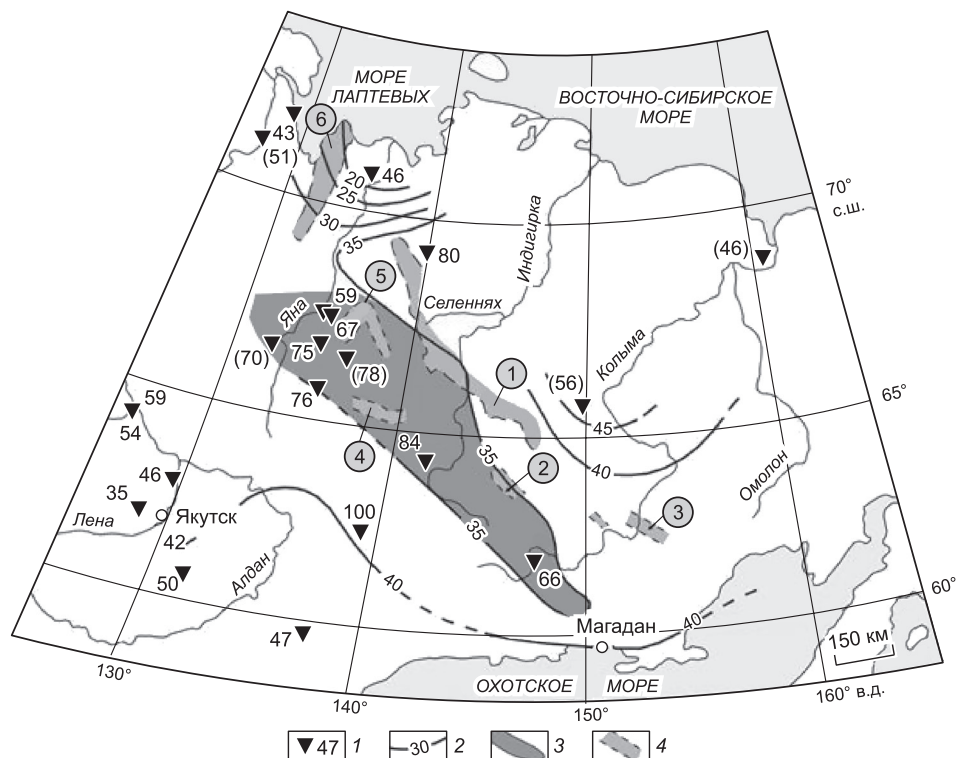 МОРЕ
ЛАПТЕВЫХ
ВОСТОЧНО-СИБИРСКОЕ
МОРЕ
43
6
(51)
20
46
25
30
35
70°
с.ш.
(46)
80
Индигирка
5
Селеннях
59
Яна
67
75
(70)
(78)
76
1
(56)
Колыма
45
40
65°
59
54
4
84
35
2
Омолон
46
35
Якутск
Лена
100
35
3
42
50
Алдан
40
66
60°
47
Магадан
40
150 км
ОХОТСКОЕ
МОРЕ
130°
140°
150°
160° в.д.
47 1
30 2
3
4